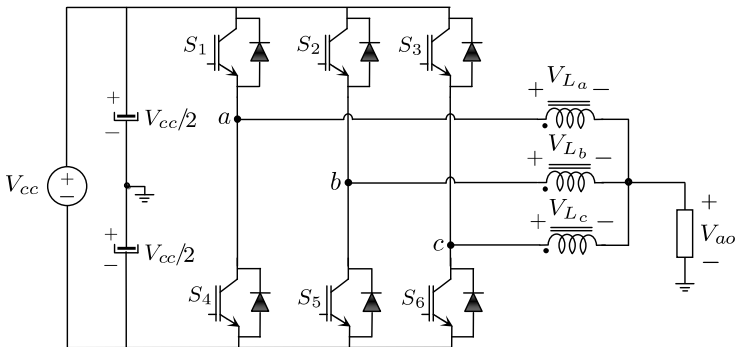 S1
S2
S3
+
Vcc/2
−
a
+ VLa −
+ VLb −
b
Vcc
+
−
+ VLc −
c
+
Vao
−
+
Vcc/2
−
S4
S5
S6